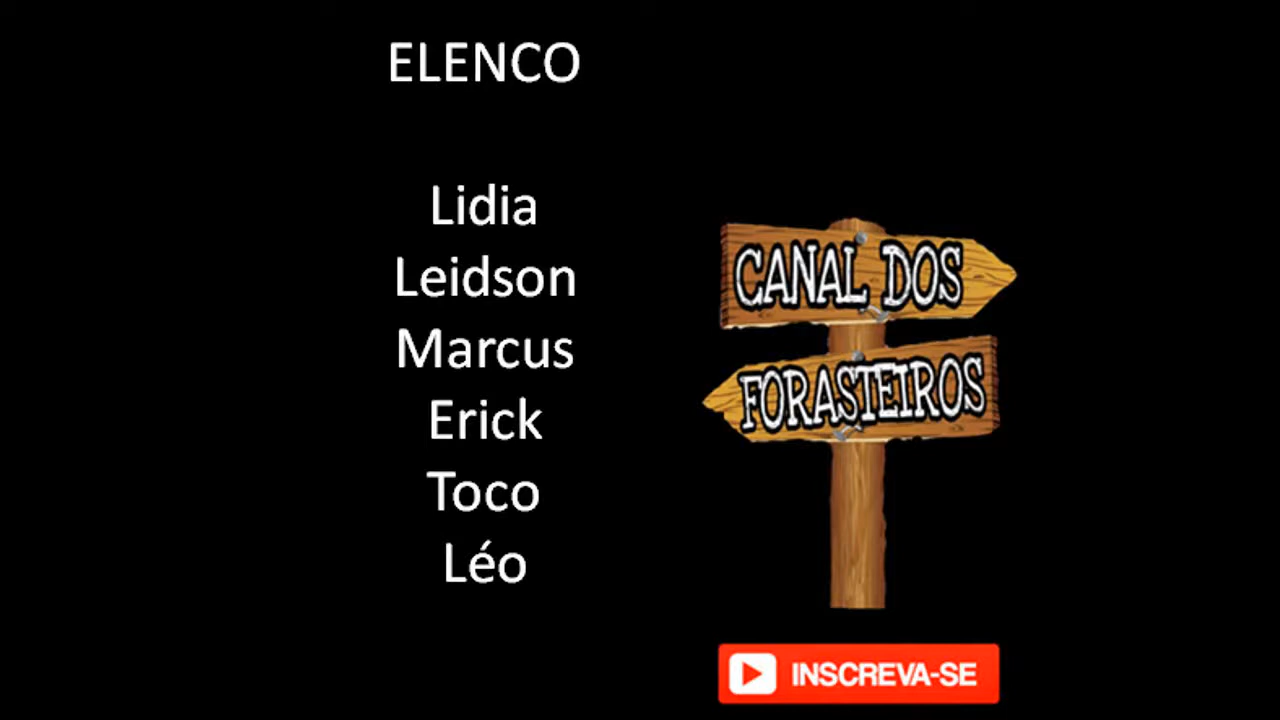 ELENCO
Lidia
Leidson
Marcus
Erick
Toco
Léo
CANAL DOS
FORASTEIROS
INSCREVA-SE